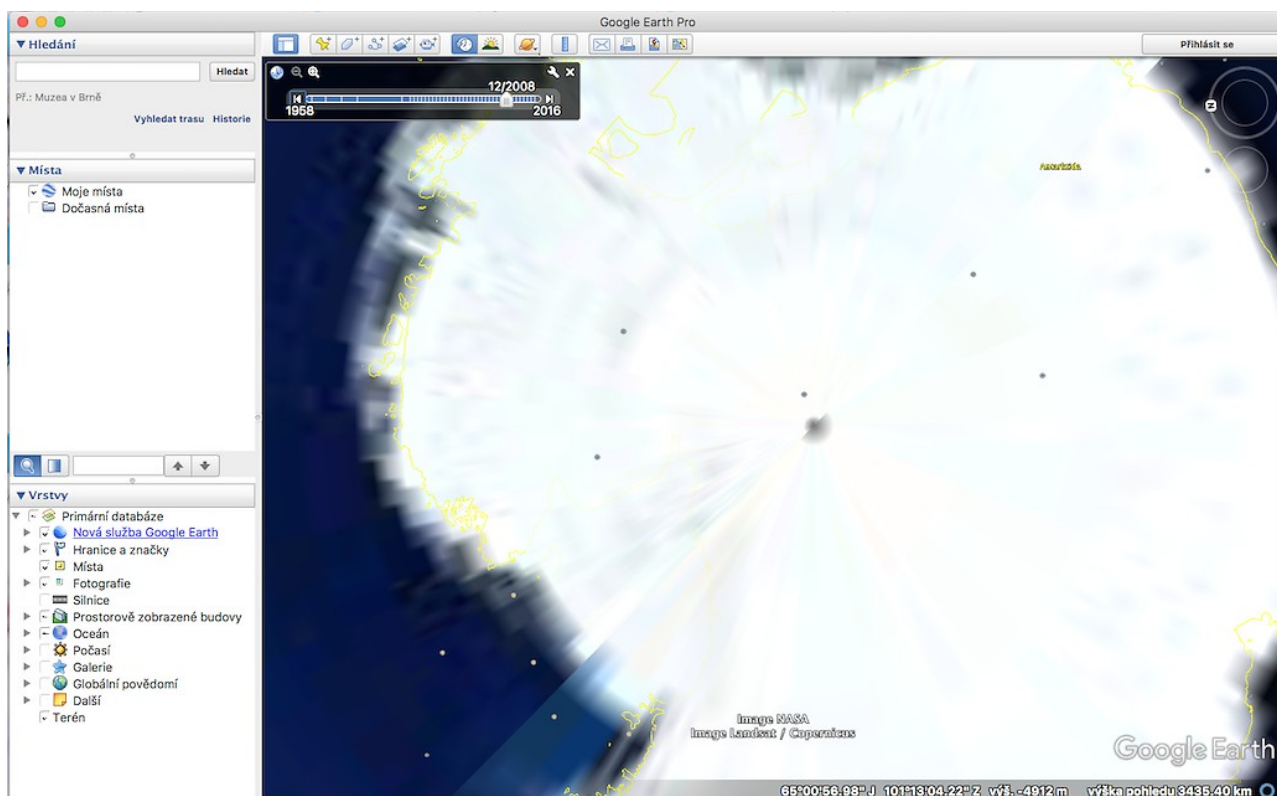 Google Earth Pro
▼ Hledání
Hledat
Př.: Muzea v Brně
Vyhledat trasu Historie
▼ Místa
Moje místa
Dočasná místa
▼ Vrstvy
Primární databáze
Nová služba Google Earth
Hranice a značky
Místa
Fotografie
Silnice
Prostorově zobrazené budovy
Oceán
Počasí
Galerie
Globální povědomí
Další
Terén
Přihlásit se
12/2008
1958 2016
N
Antarktida
Image NASA
Image Landsat / Copernicus
Google Earth
65°00'56.98" J 101°13'04.22" Z výš. -4912 m výška pohledu 3435.40 km